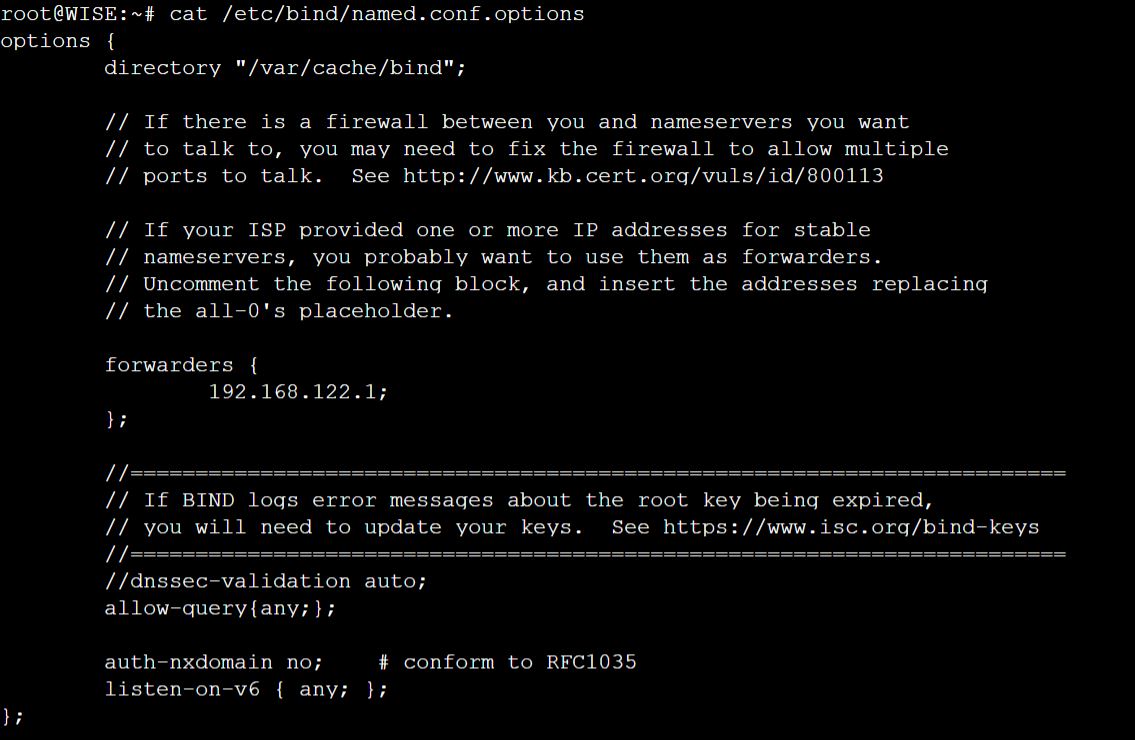 root@WISE:~# cat /etc/bind/named.conf.options
options {
        directory "/var/cache/bind";

        // If there is a firewall between you and nameservers you want
        // to talk to, you may need to fix the firewall to allow multiple
        // ports to talk.  See http://www.kb.cert.org/vuls/id/800113

        // If your ISP provided one or more IP addresses for stable
        // nameservers, you probably want to use them as forwarders.
        // Uncomment the following block, and insert the addresses replacing
        // the all-0's placeholder.

        forwarders {
                192.168.122.1;
        };

        //========================================================================
        // If BIND logs error messages about the root key being expired,
        // you will need to update your keys.  See https://www.isc.org/bind-keys
        //========================================================================
        //dnssec-validation auto;
        allow-query{any;};

        auth-nxdomain no;    # conform to RFC1035
        listen-on-v6 { any; };
};